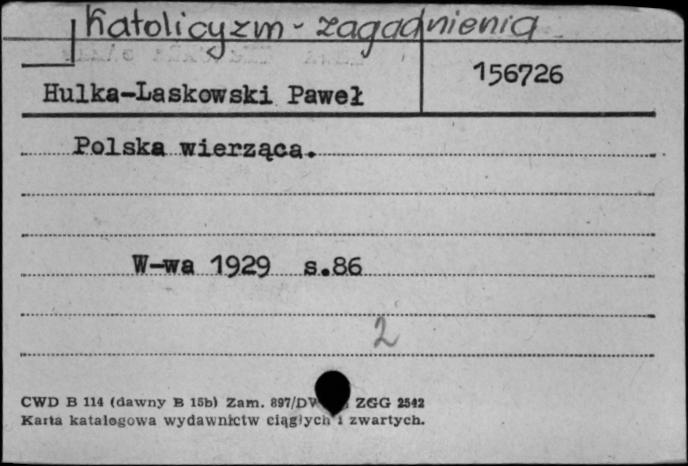 Katolicyzm - zagadnienia
156726
Hulka-Laskowski Paweł
Polska wierząca.
W-wa 1929 s.86
2
CWD B 114 (dawny B 15b) Zam. ZGG 2542
Karta katalogowa wydawnictw ciągłych i zwartych.